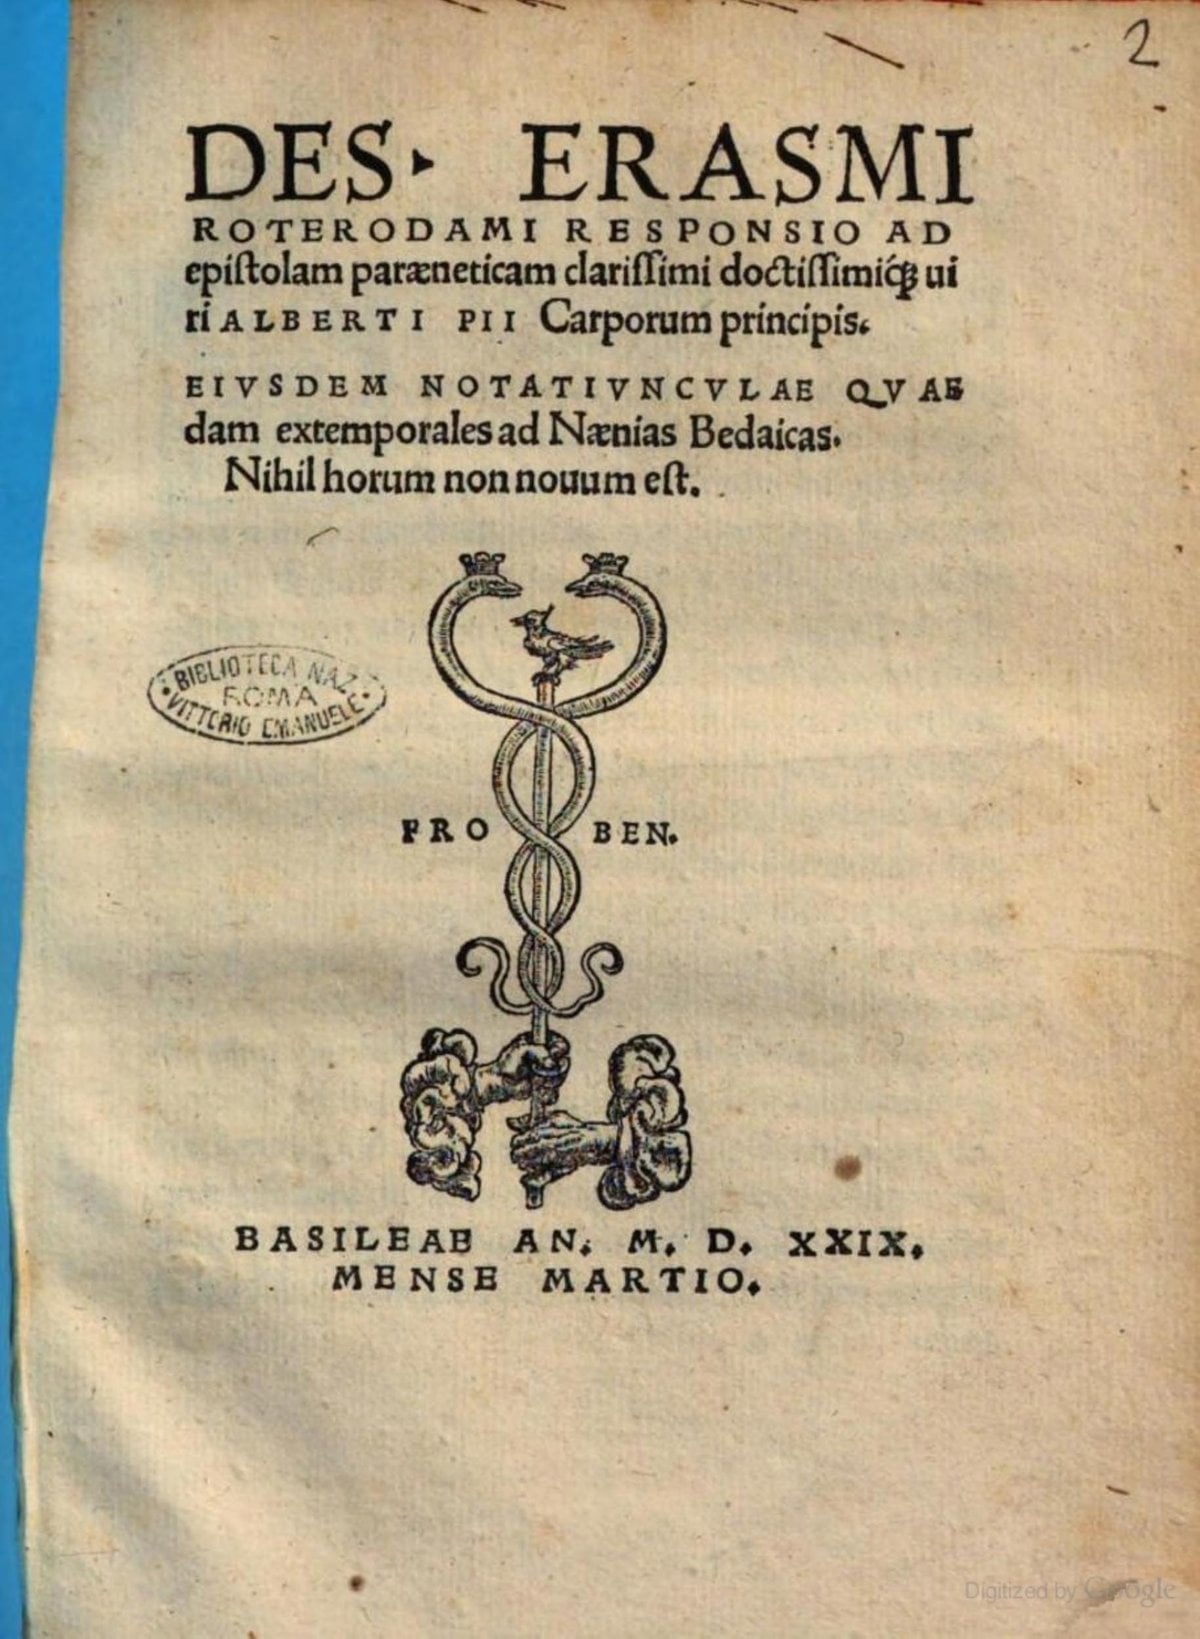 2
DES. ERASMI
ROTERODAMI RESPONSIO AD
epiſtolam paræneticam clariſſimi doctiſſimiq́ꝫ ui
ri ALBERTI PII Carporum principis.
EIVSDEM NOTATIVNCVLAE QVAE
dam extemporales ad Nænias Bedaicas.
Nihil horum non nouum eſt.
BIBLIOTECA NAZ.
ROMA
VITTORIO EMANUELE
FRO BEN.
BASILEAE AN. M. D. XXIX.
MENSE MARTIO.
Digitized by Google